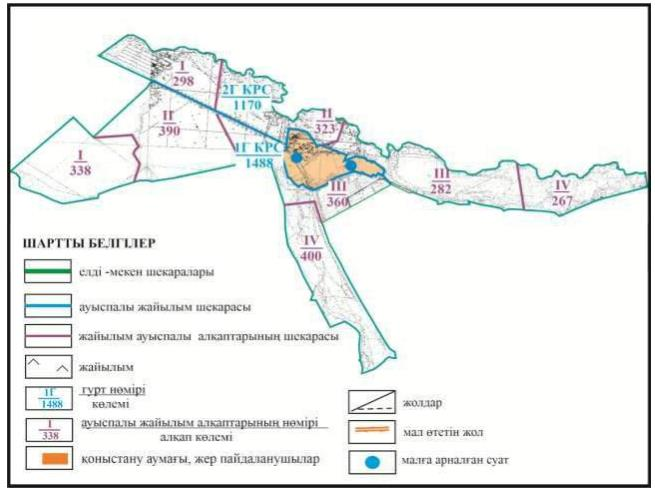 I
298
2Г КРС
1170
II
390
II
323
I
338
1Г КРС
1488
III
360
III
282
IV
267
IV
400
ШАРТТЫ БЕЛГІЛЕР
елді -мекен шекаралары
ауыспалы жайылым шекарасы
жайылым ауыспалы алқаптарының шекарасы
жайылым
1Г
1488
гурт нөмірі
көлемі
I
338
ауыспалы жайылым алқаптарының нөмірі
алқап көлемі
қоныстану аумағы, жер пайдаланушылар
жолдар
мал өтетін жол
малға арналған суат